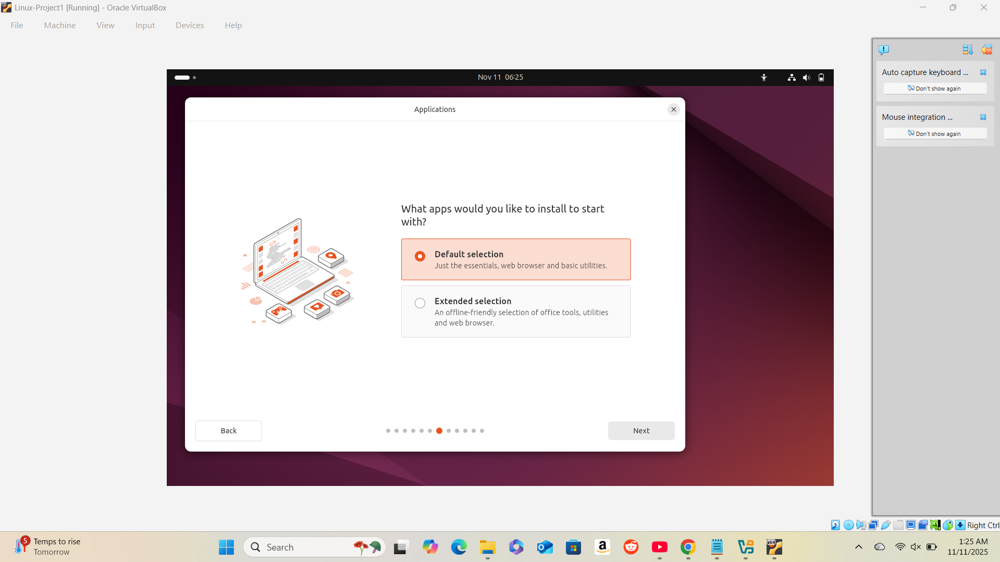 Linux-Project1 [Running] - Oracle VirtualBox
File Machine View Input Devices Help
Nov 11 06:25
Applications
What apps would you like to install to start
with?
Default selection
Just the essentials, web browser and basic utilities.
Extended selection
An offline-friendly selection of office tools, utilities
and web browser.
Back
Next
Auto capture keyboard ...
Don't show again
Mouse integration ...
Don't show again
Right Ctrl
5
Temps to rise
Tomorrow
Search
x64
1:25 AM
11/11/2025